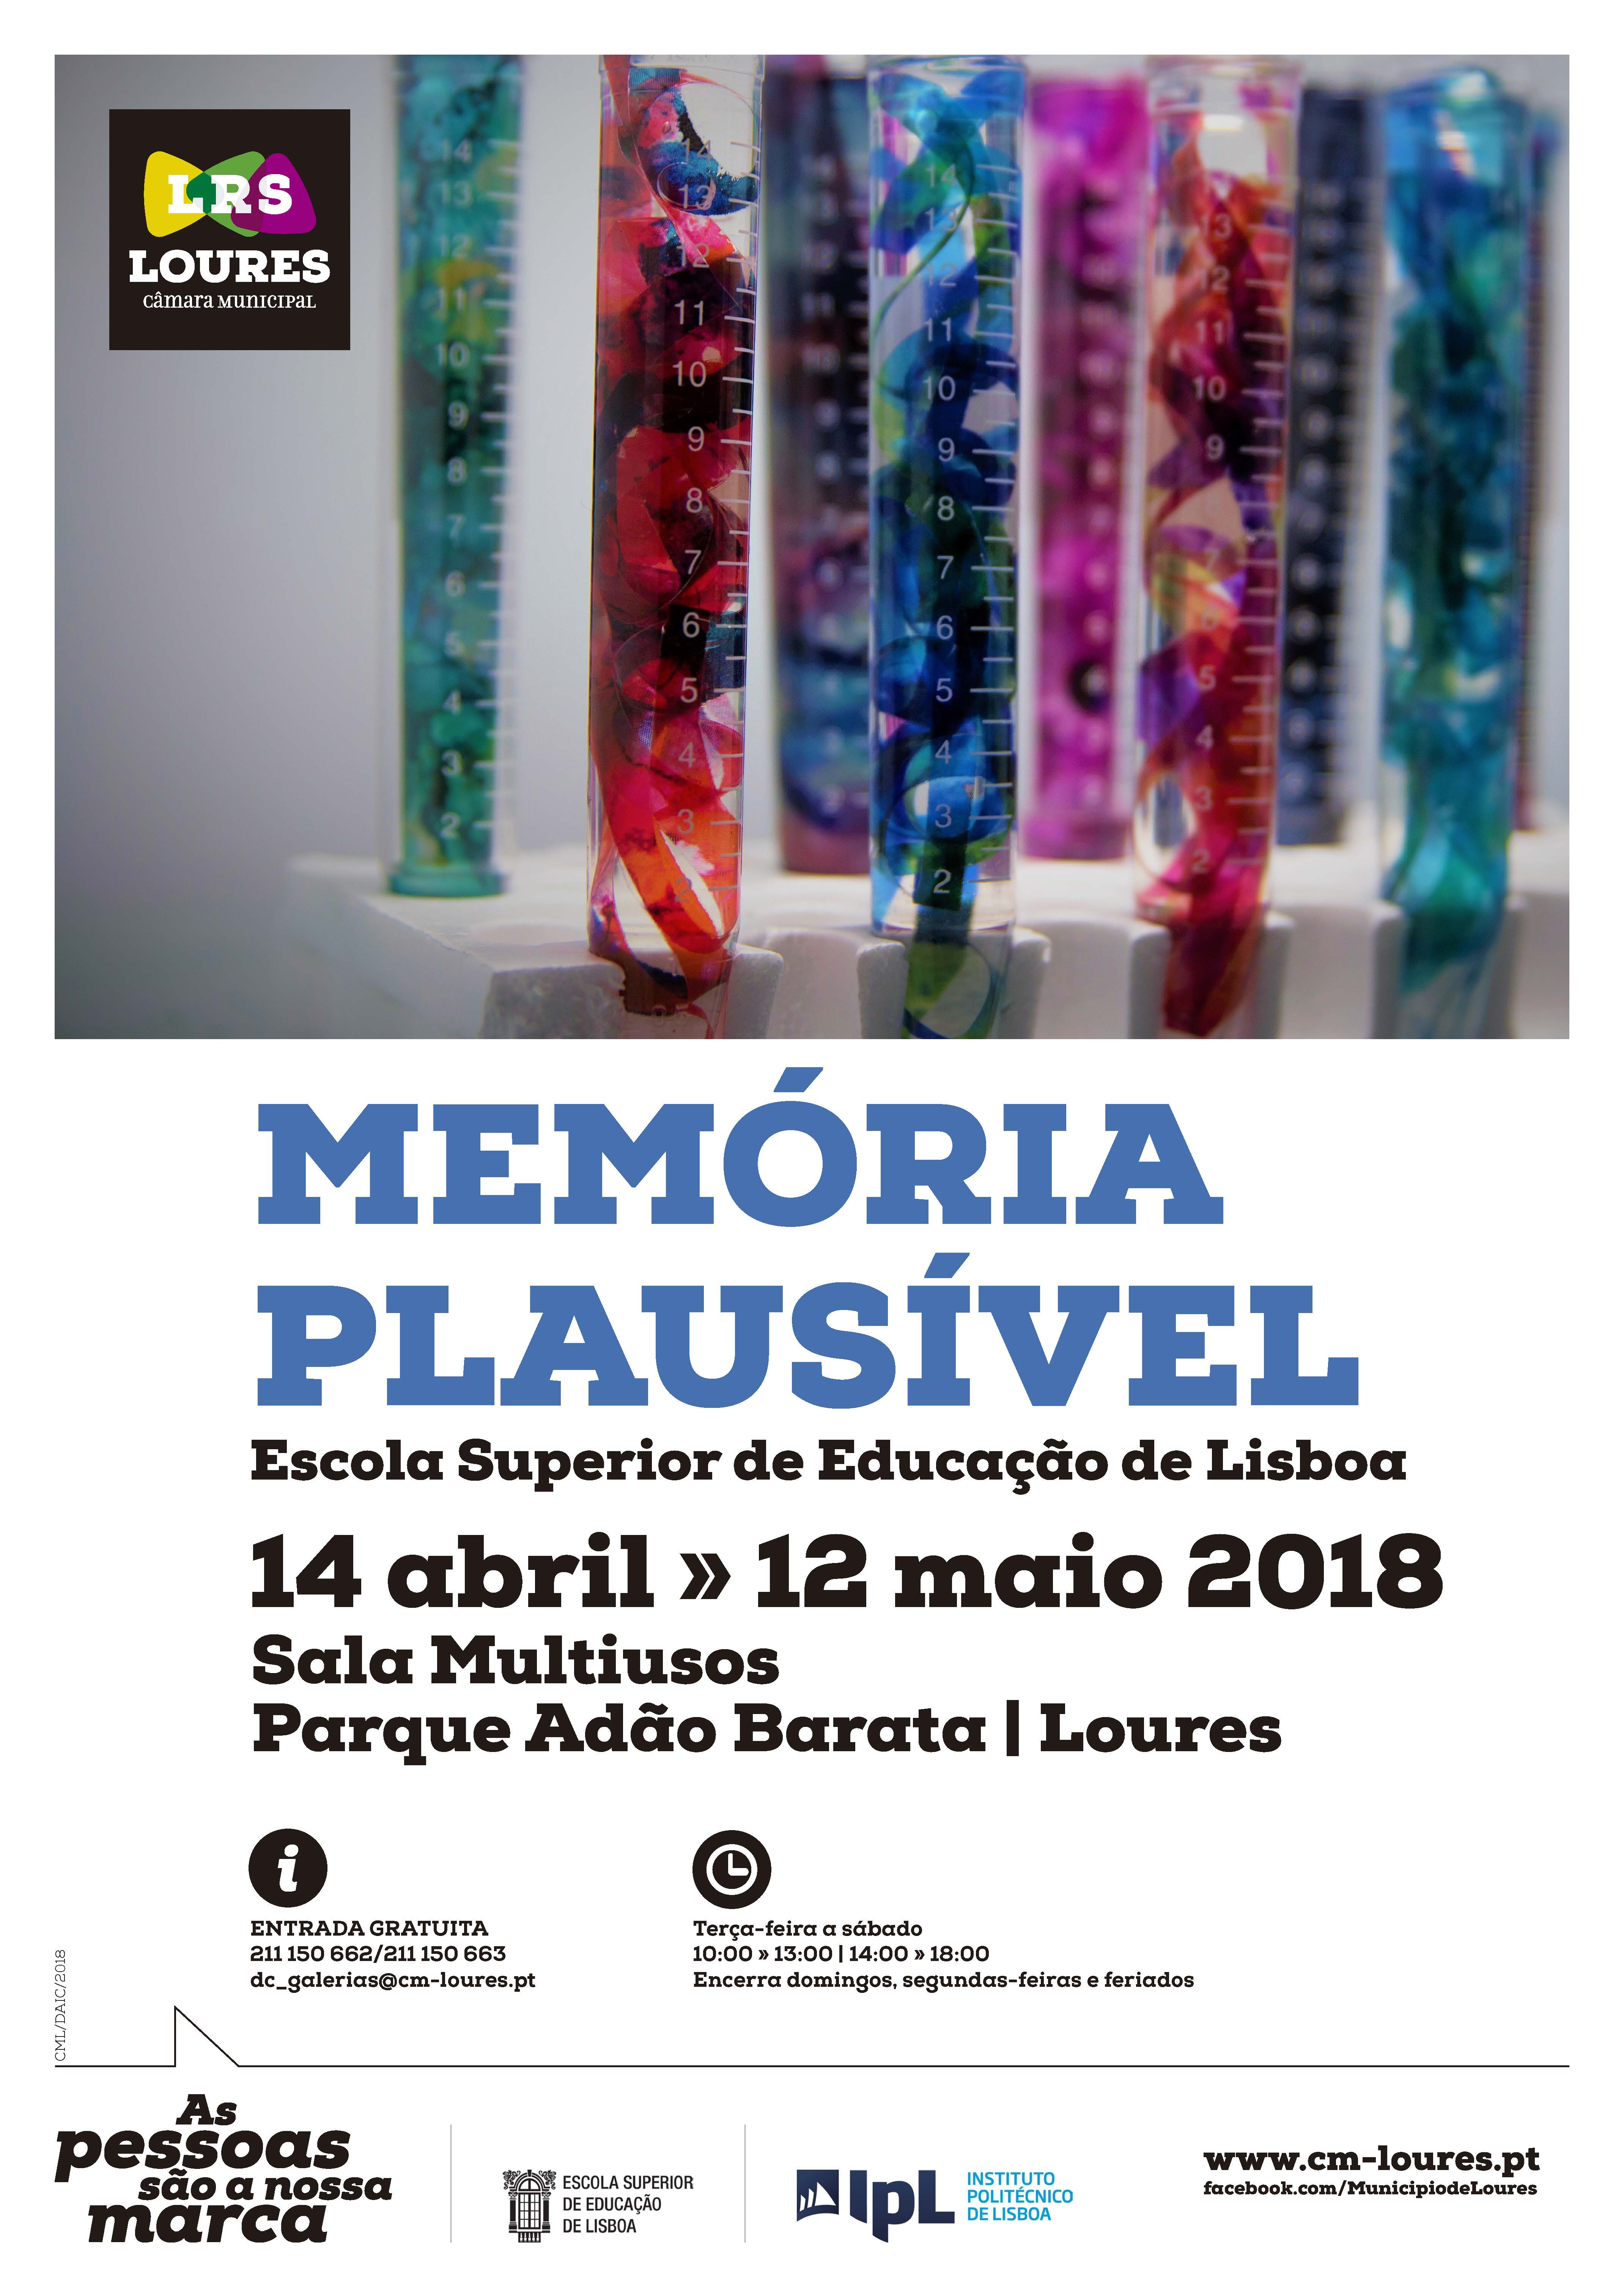 LRS
LOURES
câmara municipal
MEMÓRIA
PLAUSÍVEL
Escola Superior de Educação de Lisboa
14 abril » 12 maio 2018
Sala Multiusos
Parque Adão Barata | Loures
i
ENTRADA GRATUITA
211 150 662/211 150 663
dc_galerias@cm-loures.pt
Terça-feira a sábado
10:00 » 13:00 | 14:00 » 18:00
Encerra domingos, segundas-feiras e feriados
CML/DAIC/2018
As
pessoas
são a nossa
marca
ESCOLA SUPERIOR
DE EDUCAÇÃO
DE LISBOA
IpL
INSTITUTO
POLITÉCNICO
DE LISBOA
www.cm-loures.pt
facebook.com/MunicipiodeLoures